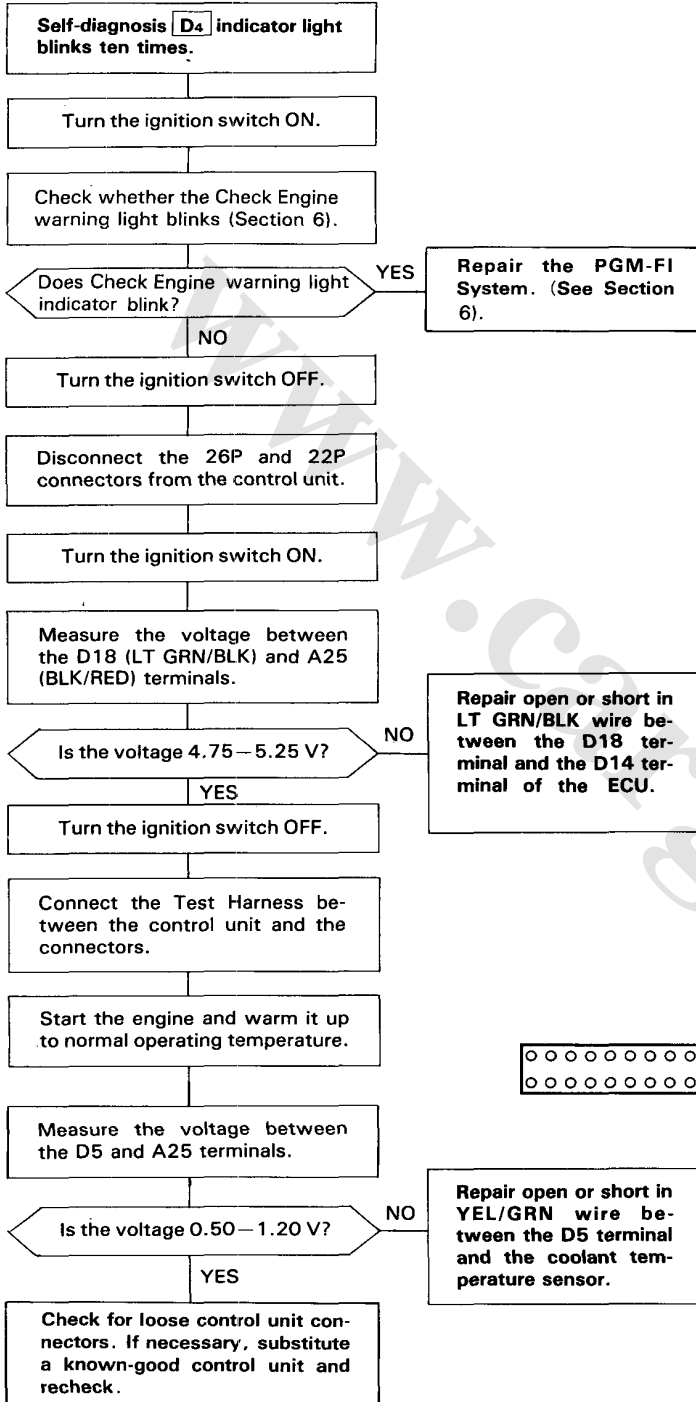 Self-diagnosis D4 indicator light
blinks ten times.
Turn the ignition switch ON.
Check whether the Check Engine
warning light blinks (Section 6).
Does Check Engine warning light
indicator blink?
YES
Repair the PGM-FI
System. (See Section
6).
NO
Turn the ignition switch OFF.
Disconnect the 26P and 22P
connectors from the control unit.
Turn the ignition switch ON.
Measure the voltage between
the D18 (LT GRN/BLK) and A25
(BLK/RED) terminals.
Is the voltage 4.75—5.25 V?
NO
Repair open or short in
LT GRN/BLK wire be-
tween the D18 ter-
minal and the D14 ter-
minal of the ECU.
YES
Turn the ignition switch OFF.
Connect the Test Harness be-
tween the control unit and the
connectors.
Start the engine and warm it up
to normal operating temperature.
Measure the voltage between
the D5 and A25 terminals.
Is the voltage 0.50—1.20 V?
NO
Repair open or short in
YEL/GRN wire be-
tween the D5 terminal
and the coolant tem-
perature sensor.
YES
Check for loose control unit con-
nectors. If necessary, substitute
a known-good control unit and
recheck.